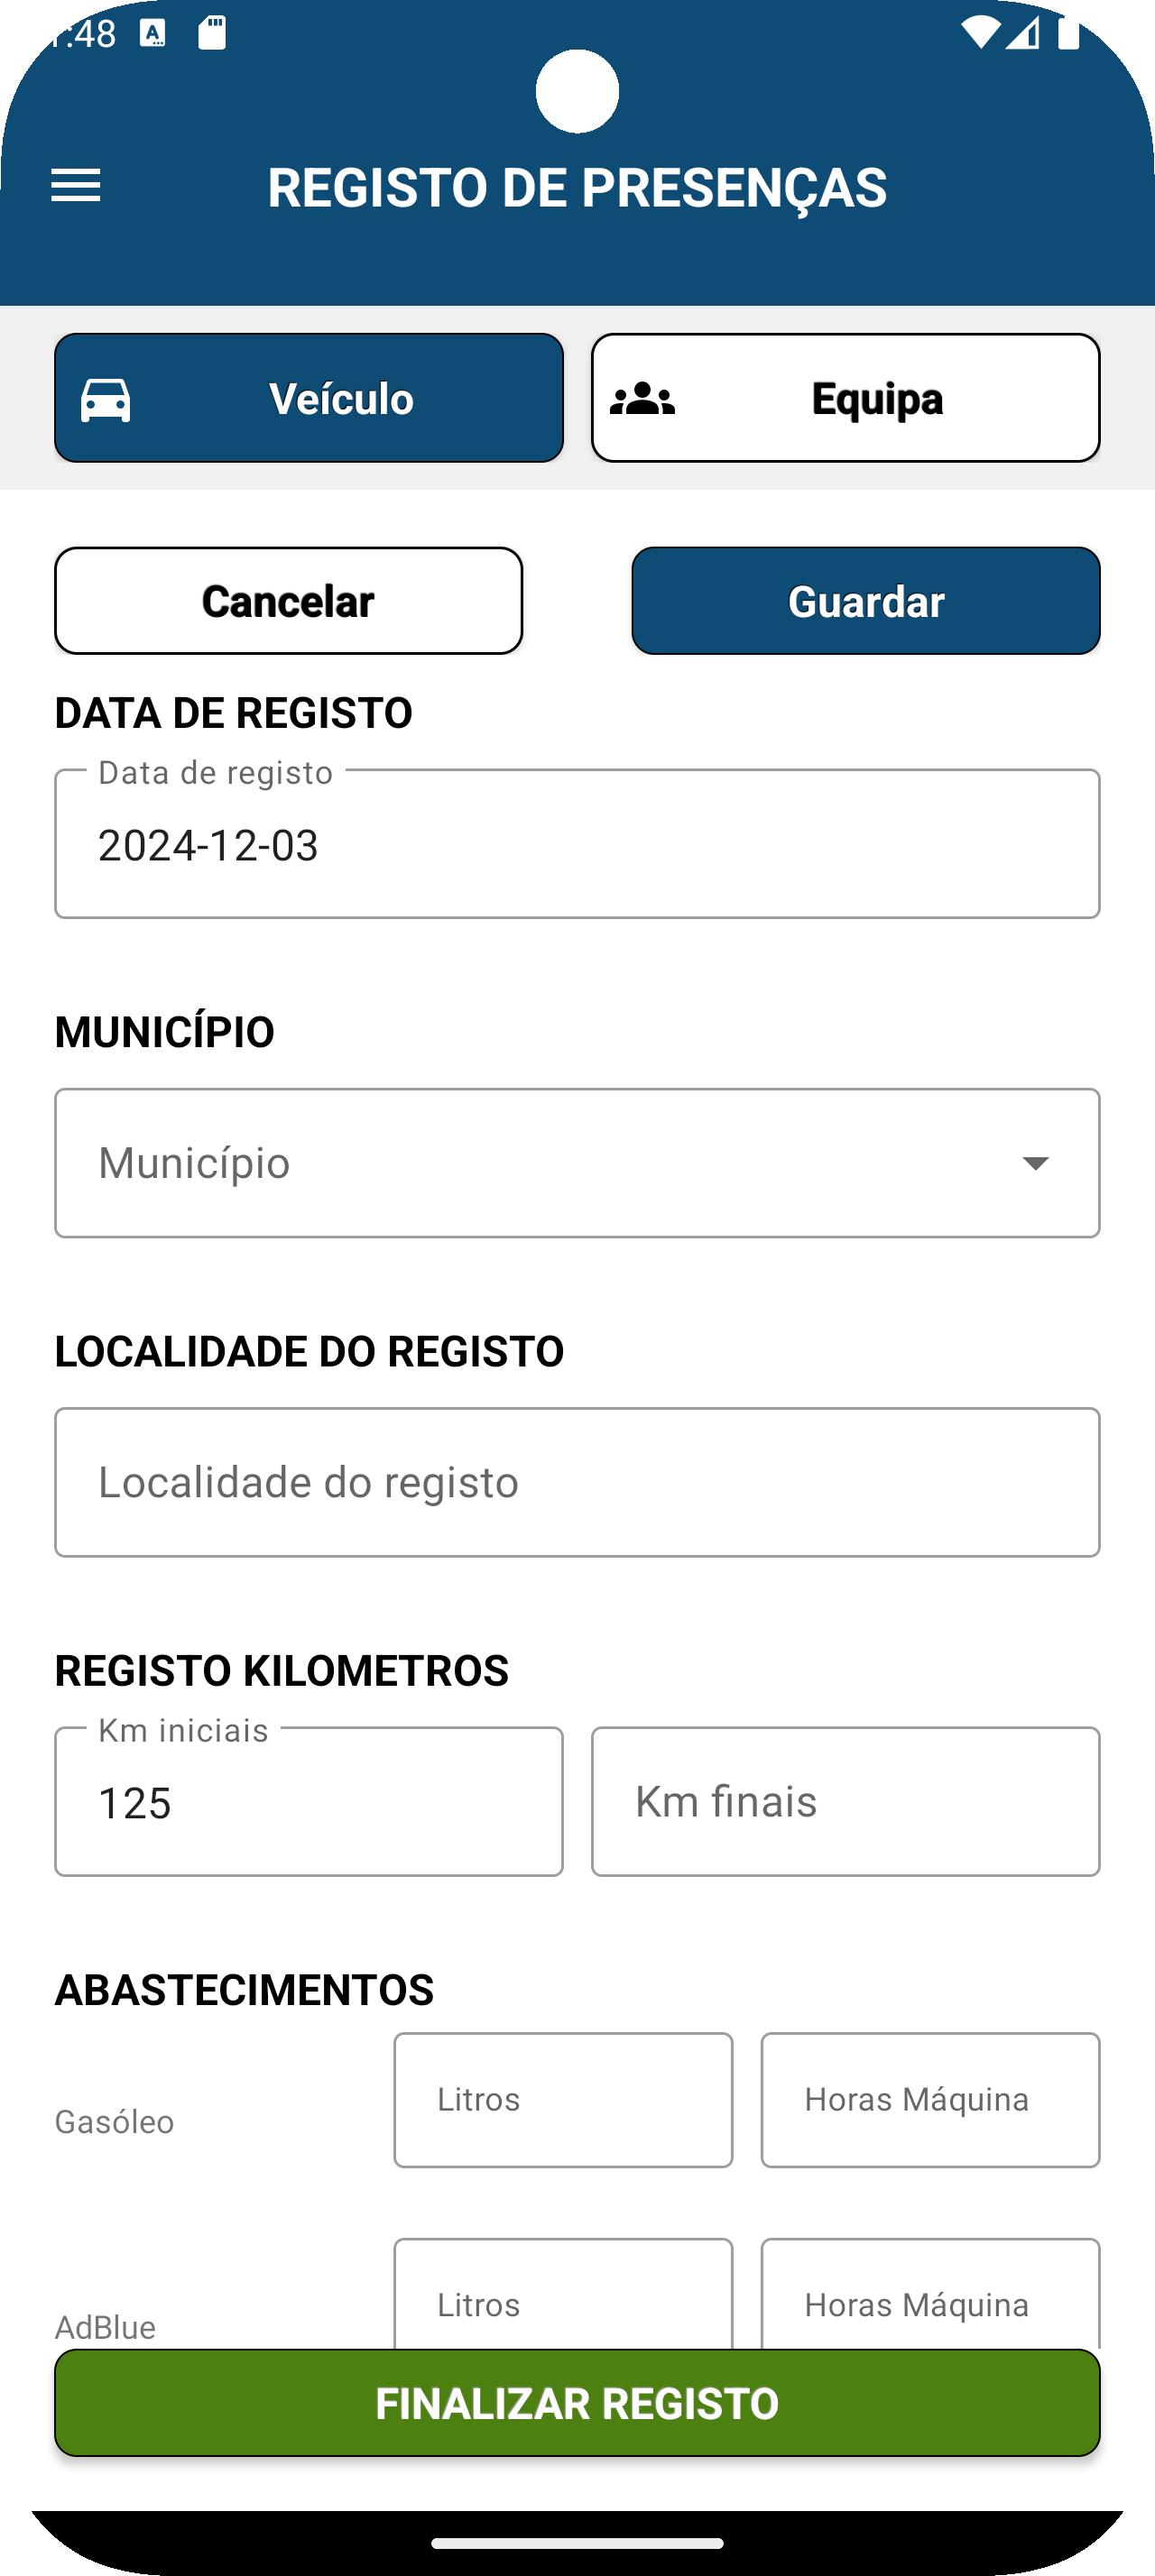 :48
REGISTO DE PRESENÇAS
Veículo
Equipa
Cancelar
Guardar
DATA DE REGISTO
Data de registo
2024-12-03
MUNICÍPIO
Município
LOCALIDADE DO REGISTO
Localidade do registo
REGISTO KILOMETROS
Km iniciais
125
Km finais
ABASTECIMENTOS
Gasóleo
Litros
Horas Máquina
AdBlue
Litros
Horas Máquina
FINALIZAR REGISTO